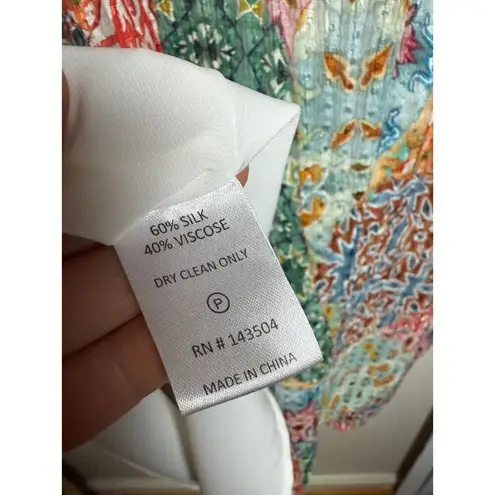 60% SILK
40% VISCOSE
DRY CLEAN ONLY
P
RN # 143504
MADE IN CHINA